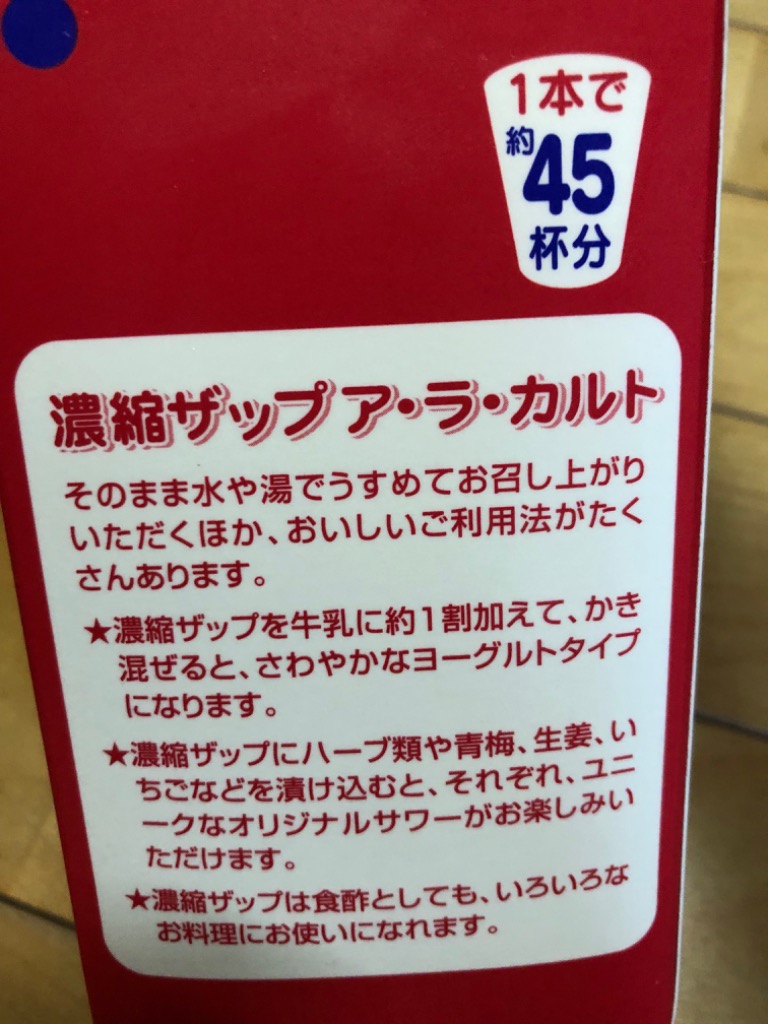 1本で
約45
杯分
濃縮ザップ ア・ラ・カルト
そのまま水や湯でうすめてお召し上がり
いただくほか、おいしいご利用法がたく
さんあります。
★濃縮ザップを牛乳に約1割加えて、かき
混ぜると、さわやかなヨーグルトタイプ
になります。
★濃縮ザップにハーブ類や青梅、生姜、い
ちごなどを漬け込むと、それぞれ、ユニ
ークなオリジナルサワーがお楽しみい
ただけます。
★濃縮ザップは食酢としても、いろいろな
お料理にお使いになれます。